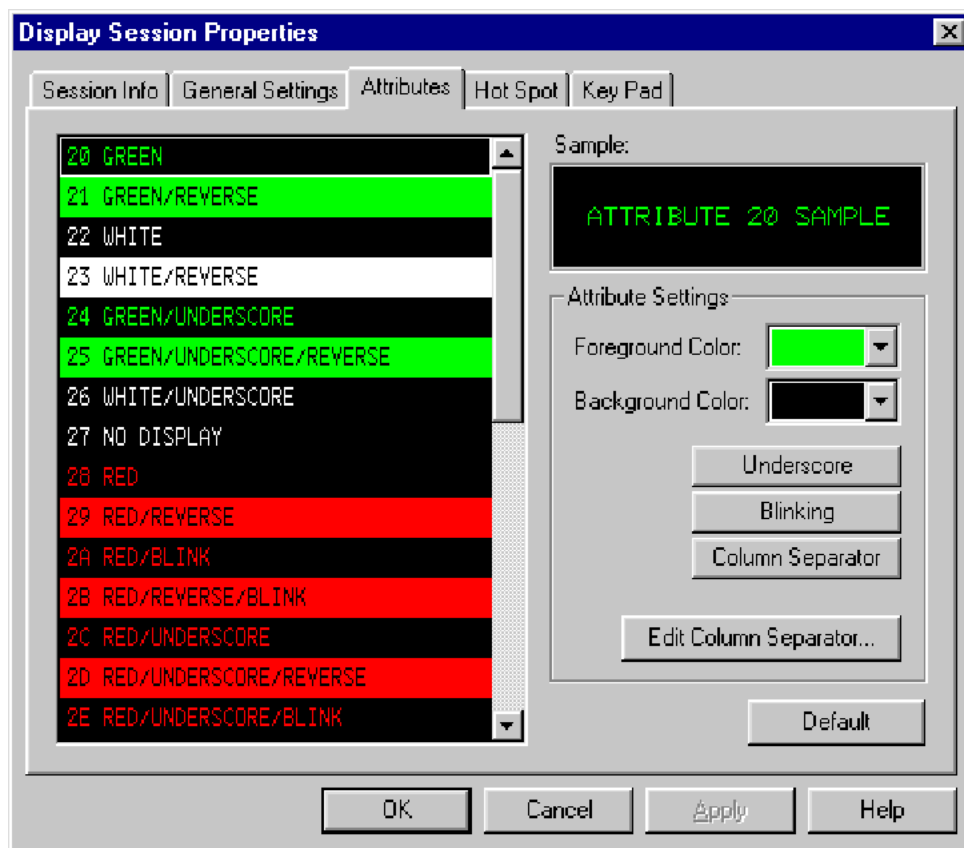 Display Session Properties
Session Info
General Settings
Attributes
Hot Spot
Key Pad
20 GREEN
21 GREEN/REVERSE
22 WHITE
23 WHITE/REVERSE
24 GREEN/UNDERSCORE
25 GREEN/UNDERSCORE/REVERSE
26 WHITE/UNDERSCORE
27 NO DISPLAY
28 RED
29 RED/REVERSE
2A RED/BLINK
2B RED/REVERSE/BLINK
2C RED/UNDERSCORE
2D RED/UNDERSCORE/REVERSE
2E RED/UNDERSCORE/BLINK
Sample:
ATTRIBUTE 20 SAMPLE
Attribute Settings
Foreground Color:
Background Color:
Underscore
Blinking
Column Separator
Edit Column Separator...
Default
OK
Cancel
Apply
Help